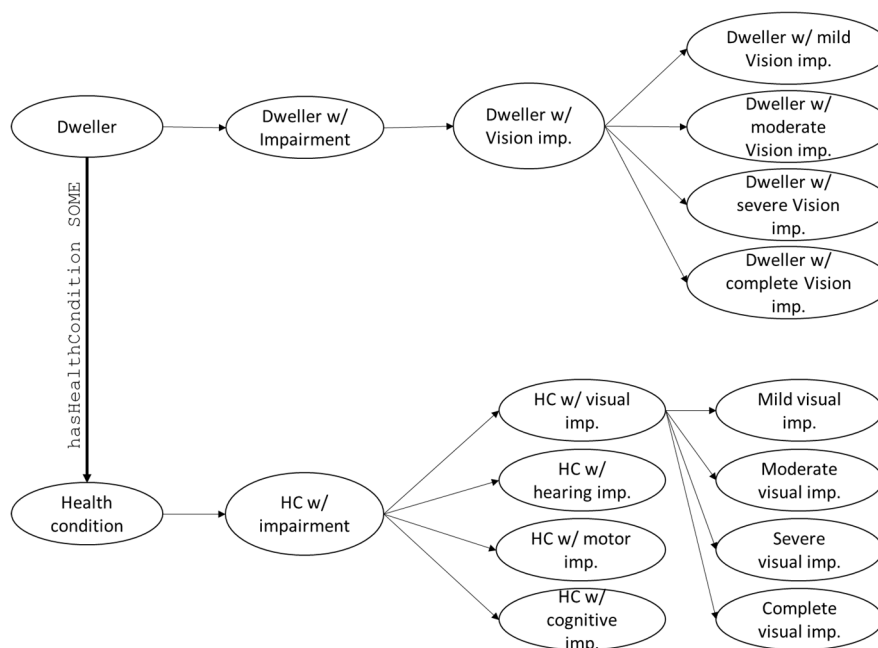 Dweller
Dweller w/
Impairment
Dweller w/
Vision imp.
Dweller w/ mild
Vision imp.
Dweller w/
moderate
Vision imp.
Dweller w/
severe Vision
imp.
Dweller w/
complete Vision
imp.
hasHealthCondition SOME
Health
condition
HC w/
impairment
HC w/ visual
imp.
HC w/
hearing imp.
HC w/ motor
imp.
HC w/
cognitive
imp.
Mild visual
imp.
Moderate
visual imp.
Severe
visual imp.
Complete
visual imp.